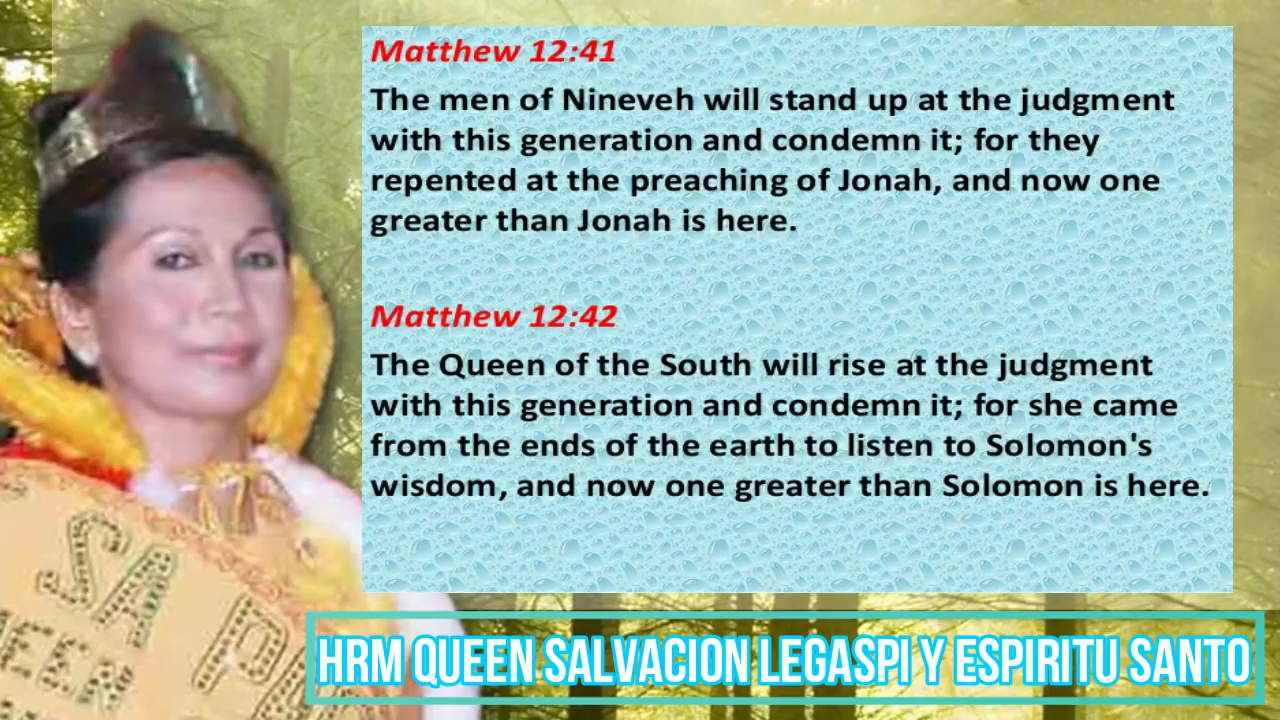 Matthew 12:41
The men of Nineveh will stand up at the judgment
with this generation and condemn it; for they
repented at the preaching of Jonah, and now one
greater than Jonah is here.
Matthew 12:42
The Queen of the South will rise at the judgment
with this generation and condemn it; for she came
from the ends of the earth to listen to Solomon's
wisdom, and now one greater than Solomon is here.
HRM QUEEN SALVACION LEGASPI Y ESPIRITU SANTO
SA